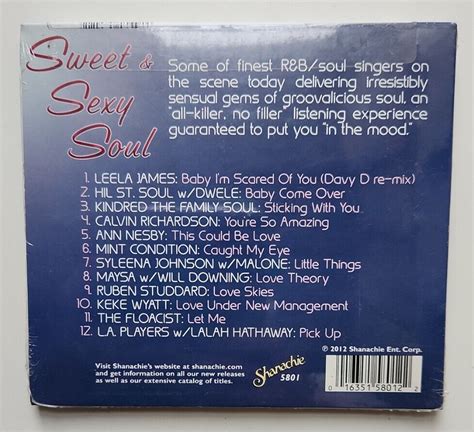 Sweet &
Sexy
Soul
Some of finest R&B/soul singers on
the scene today delivering irresistibly
sensual gems of groovalicious soul, an
"all-killer, no filler" listening experience
guaranteed to put you "in the mood."
1. LEELA JAMES: Baby I'm Scared Of You (Davy D re-mix)
2. HIL ST. SOUL w/DWELE: Baby Come Over
3. KINDRED THE FAMILY SOUL: Sticking With You
4. CALVIN RICHARDSON: You're So Amazing
5. ANN NESBY: This Could Be Love
6. MINT CONDITION: Caught My Eye
7. SYLEENA JOHNSON w/MALONE: Little Things
8. MAYSA w/WILL DOWNING: Love Theory
9. RUBEN STUDDARD: Love Skies
10. KEKE WYATT: Love Under New Management
11. THE FLOACIST: Let Me
12. L.A. PLAYERS w/LALAH HATHAWAY: Pick Up
℗ 2012 Shanachie Ent. Corp.
Visit Shanachie's website at shanachie.com
and get information on all our new releases
as well as our extensive catalog of titles.
Shanachie
5801
0 16351 58012 2